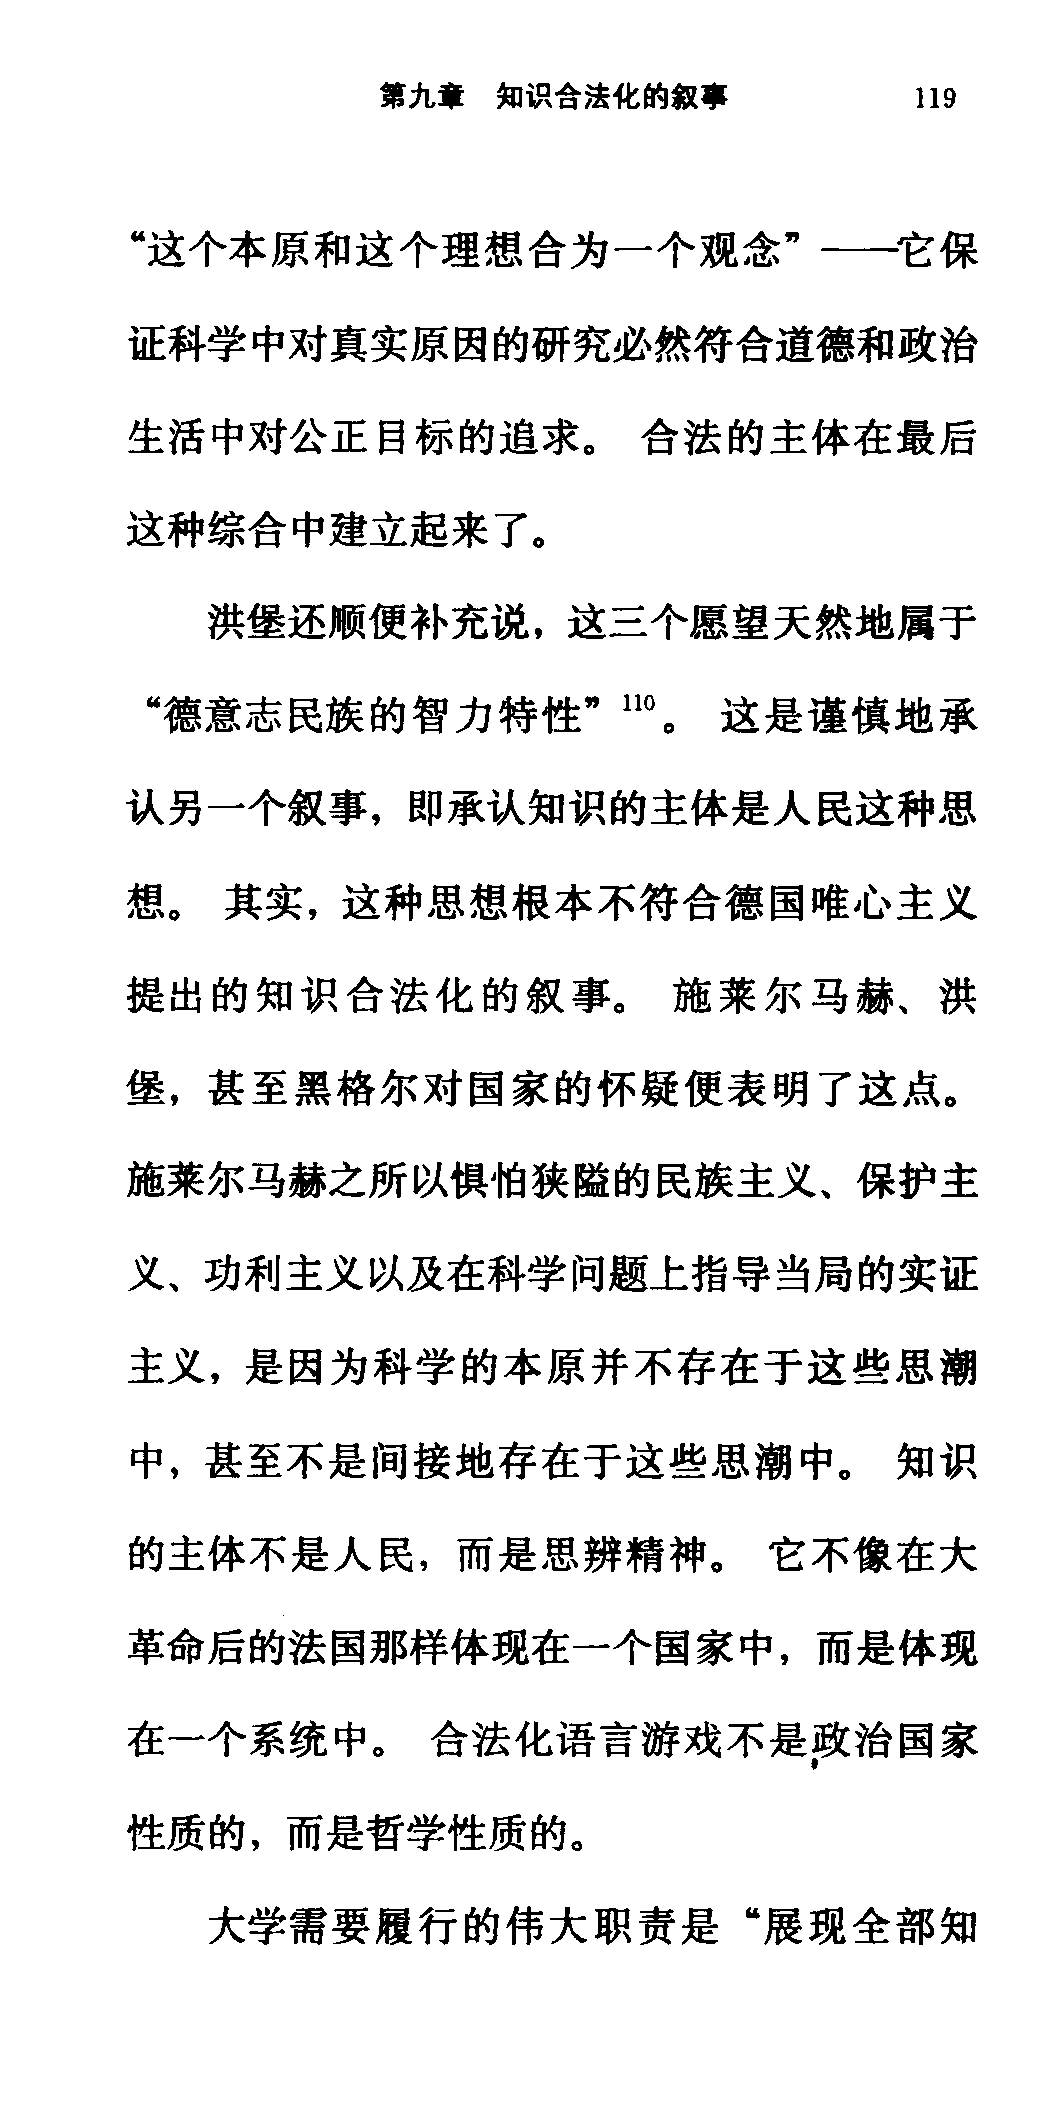 第九章 知识合法化的叙事 119
“这个本原和这个理想合为一个观念”——它保
证科学中对真实原因的研究必然符合道德和政治
生活中对公正目标的追求。 合法的主体在最后
这种综合中建立起来了。
洪堡还顺便补充说，这三个愿望天然地属于
“德意志民族的智力特性”110。 这是谨慎地承
认另一个叙事，即承认知识的主体是人民这种思
想。 其实，这种思想根本不符合德国唯心主义
提出的知识合法化的叙事。 施莱尔马赫、洪
堡，甚至黑格尔对国家的怀疑便表明了这点。
施莱尔马赫之所以惧怕狭隘的民族主义、保护主
义、功利主义以及在科学问题上指导当局的实证
主义，是因为科学的本原并不存在于这些思潮
中，甚至不是间接地存在于这些思潮中。 知识
的主体不是人民，而是思辨精神。 它不像在大
革命后的法国那样体现在一个国家中，而是体现
在一个系统中。 合法化语言游戏不是政治国家
性质的，而是哲学性质的。
大学需要履行的伟大职责是“展现全部知